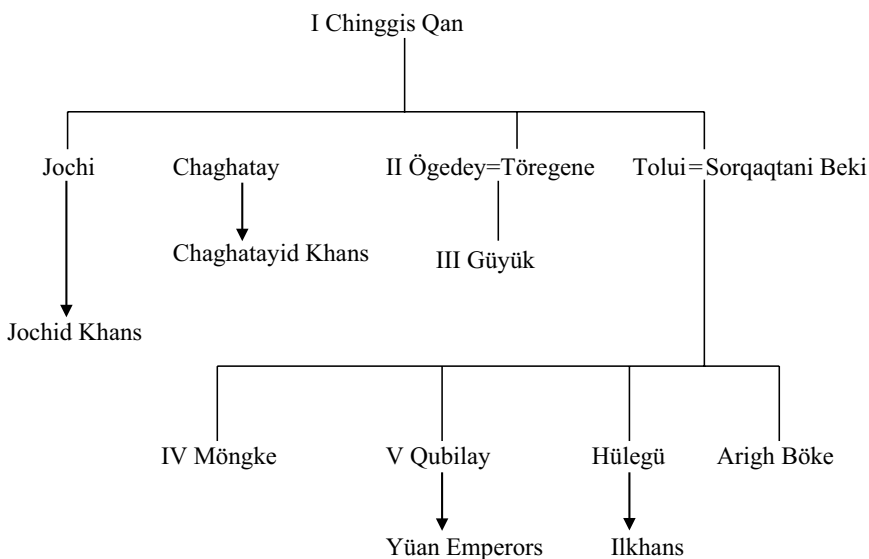 I Chinggis Qan
Jochi
Chaghatay
II Ögedey=Töregene
Tolui=Sorqaqtani Beki
Chaghatayid Khans
III Güyük
Jochid Khans
IV Möngke
V Qubilay
Hülegü
Arigh Böke
Yüan Emperors
Ilkhans